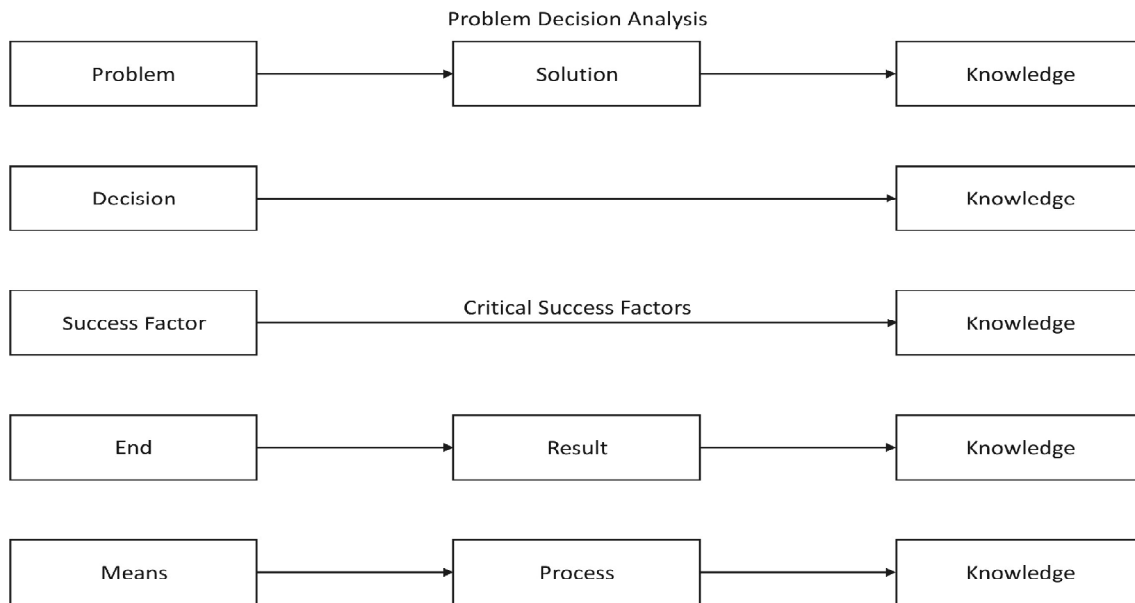 Problem Decision Analysis
Problem
Solution
Knowledge
Decision
Knowledge
Success Factor
Critical Success Factors
Knowledge
End
Result
Knowledge
Means
Process
Knowledge